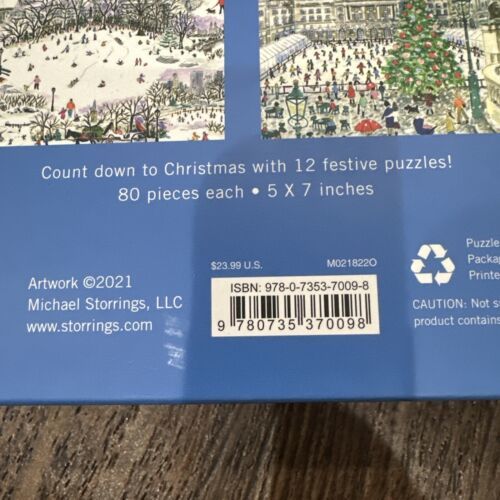 Count down to Christmas with 12 festive puzzles!
80 pieces each • 5 X 7 inches
$23.99 U.S.
M021822O
Artwork ©2021
Michael Storrings, LLC
www.storrings.com
ISBN: 978-0-7353-7009-8
9 780735 370098
Puzzle
Packag
Printe
CAUTION: Not s
product contains